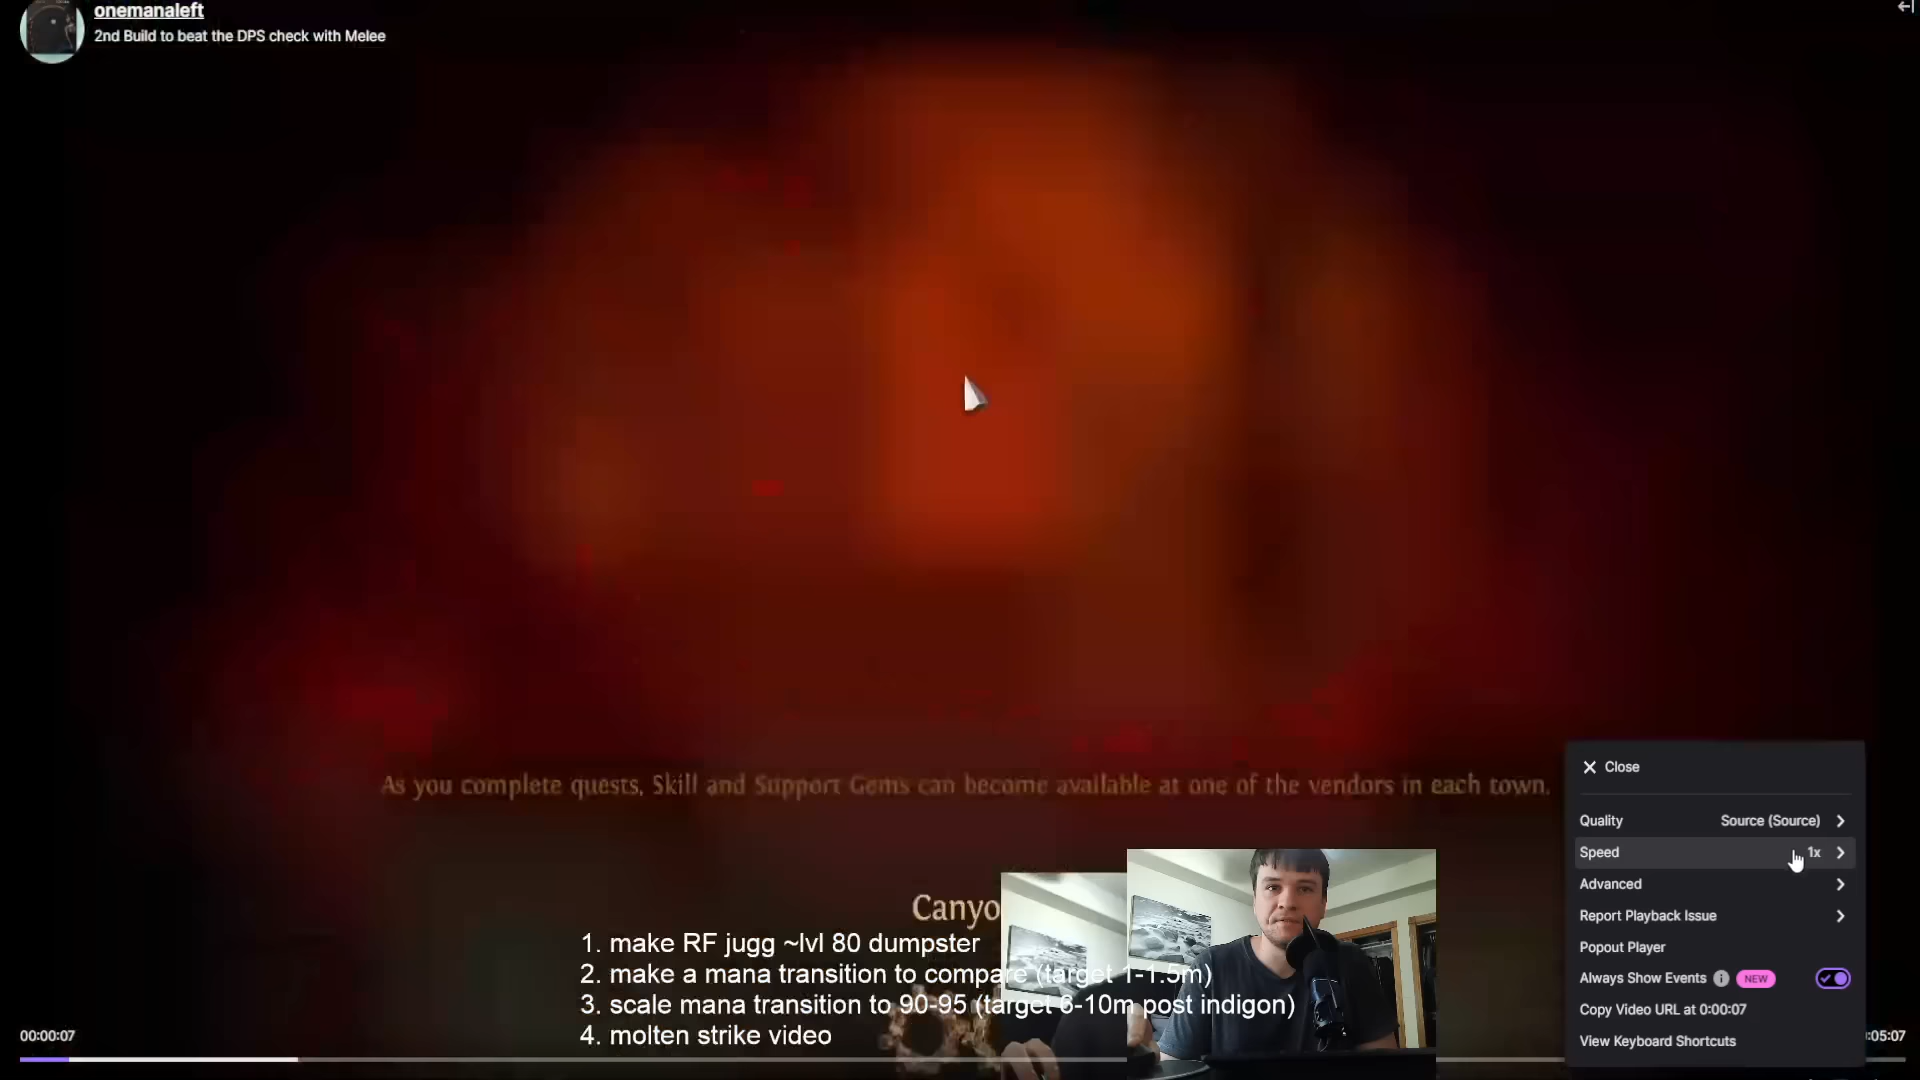 onemanaleft
2nd Build to beat the DPS check with Melee
As you complete quests, Skill and Support Gems can become available at one of the vendors in each town.
Close
Quality Source (Source)
Speed 1x
Advanced
Report Playback Issue
Popout Player
Always Show Events NEW
Copy Video URL at 0:00:07
View Keyboard Shortcuts
Canyo
1. make RF jugg ~lvl 80 dumpster
2. make a mana transition to compare (target 1-1.5m)
3. scale mana transition to 90-95 (target 6-10m post indigon)
4. molten strike video
00:00:07
:05:07